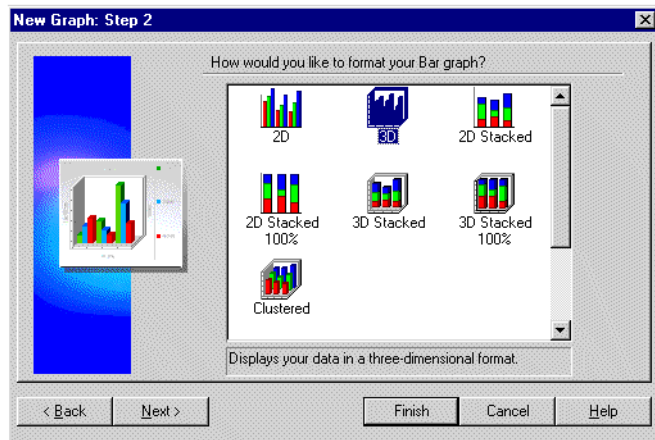 New Graph: Step 2
How would you like to format your Bar graph?
2D
3D
2D Stacked
2D Stacked
100%
3D Stacked
3D Stacked
100%
Clustered
Displays your data in a three-dimensional format.
< Back
Next >
Finish
Cancel
Help